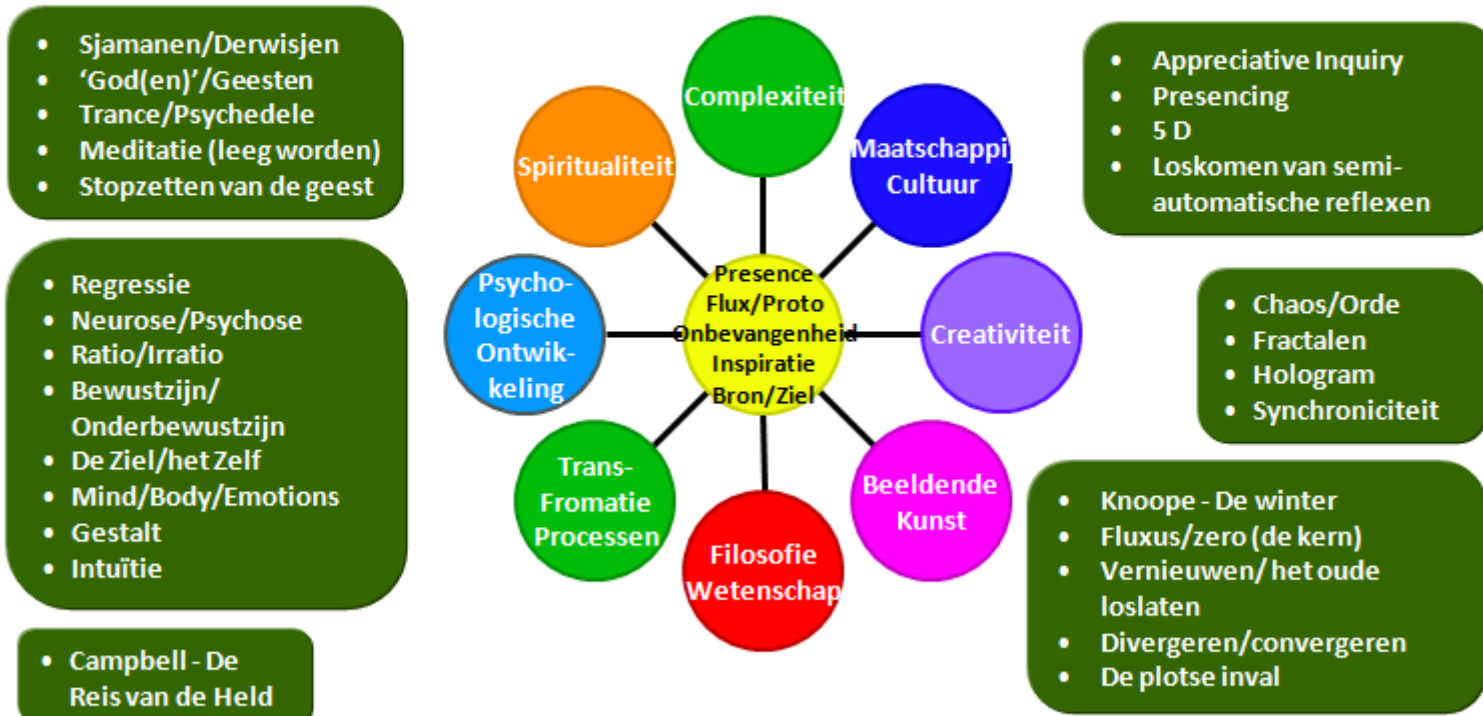 • Sjamanen/Derwisjen
• ‘God(en)’/Geesten
• Trance/Psychedele
• Meditatie (leeg worden)
• Stopzetten van de geest
• Regressie
• Neurose/Psychose
• Ratio/Irratio
• Bewustzijn/
Onderbewustzijn
• De Ziel/het Zelf
• Mind/Body/Emotions
• Gestalt
• Intuïtie
• Campbell - De
Reis van de Held
Complexiteit
Spiritualiteit
Maatschappij
Cultuur
Psycho-
logische
Ontwik-
keling
Presence
Flux/Proto
Onbevangenheid
Inspiratie
Bron/Ziel
Creativiteit
Trans-
Fromatie
Processen
Beeldende
Kunst
Filosofie
Wetenschap
• Appreciative Inquiry
• Presencing
• 5 D
• Loskomen van semi-
automatische reflexen
• Chaos/Orde
• Fractalen
• Hologram
• Synchroniciteit
• Knoope - De winter
• Fluxus/zero (de kern)
• Vernieuwen/ het oude
loslaten
• Divergeren/convergeren
• De plotse inval